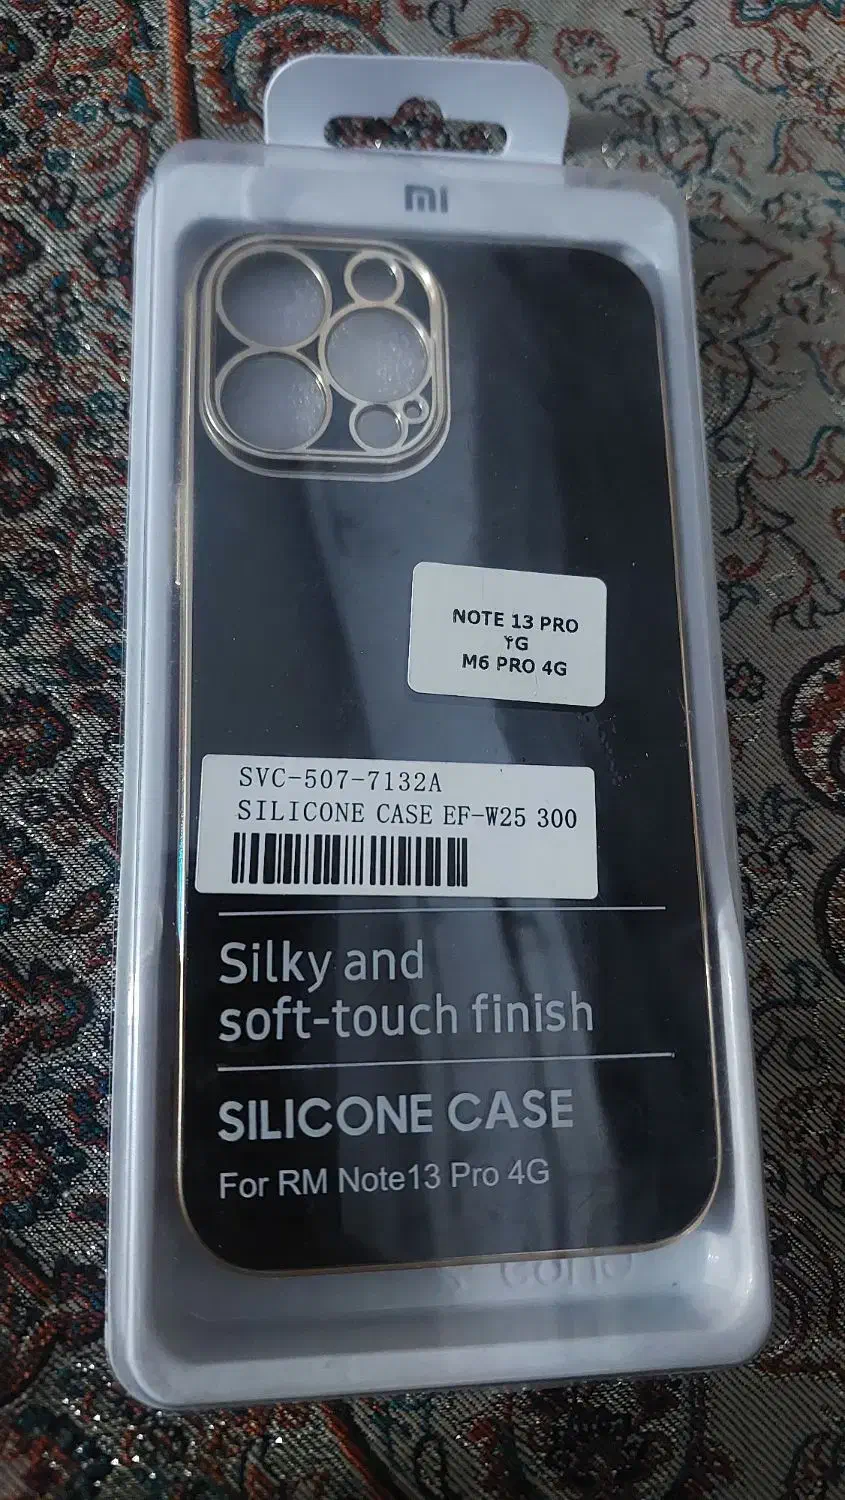 mi
NOTE 13 PRO
۴G
M6 PRO 4G
SVC-507-7132A
SILICONE CASE EF-W25 300
Silky and
soft-touch finish
SILICONE CASE
For RM Note13 Pro 4G